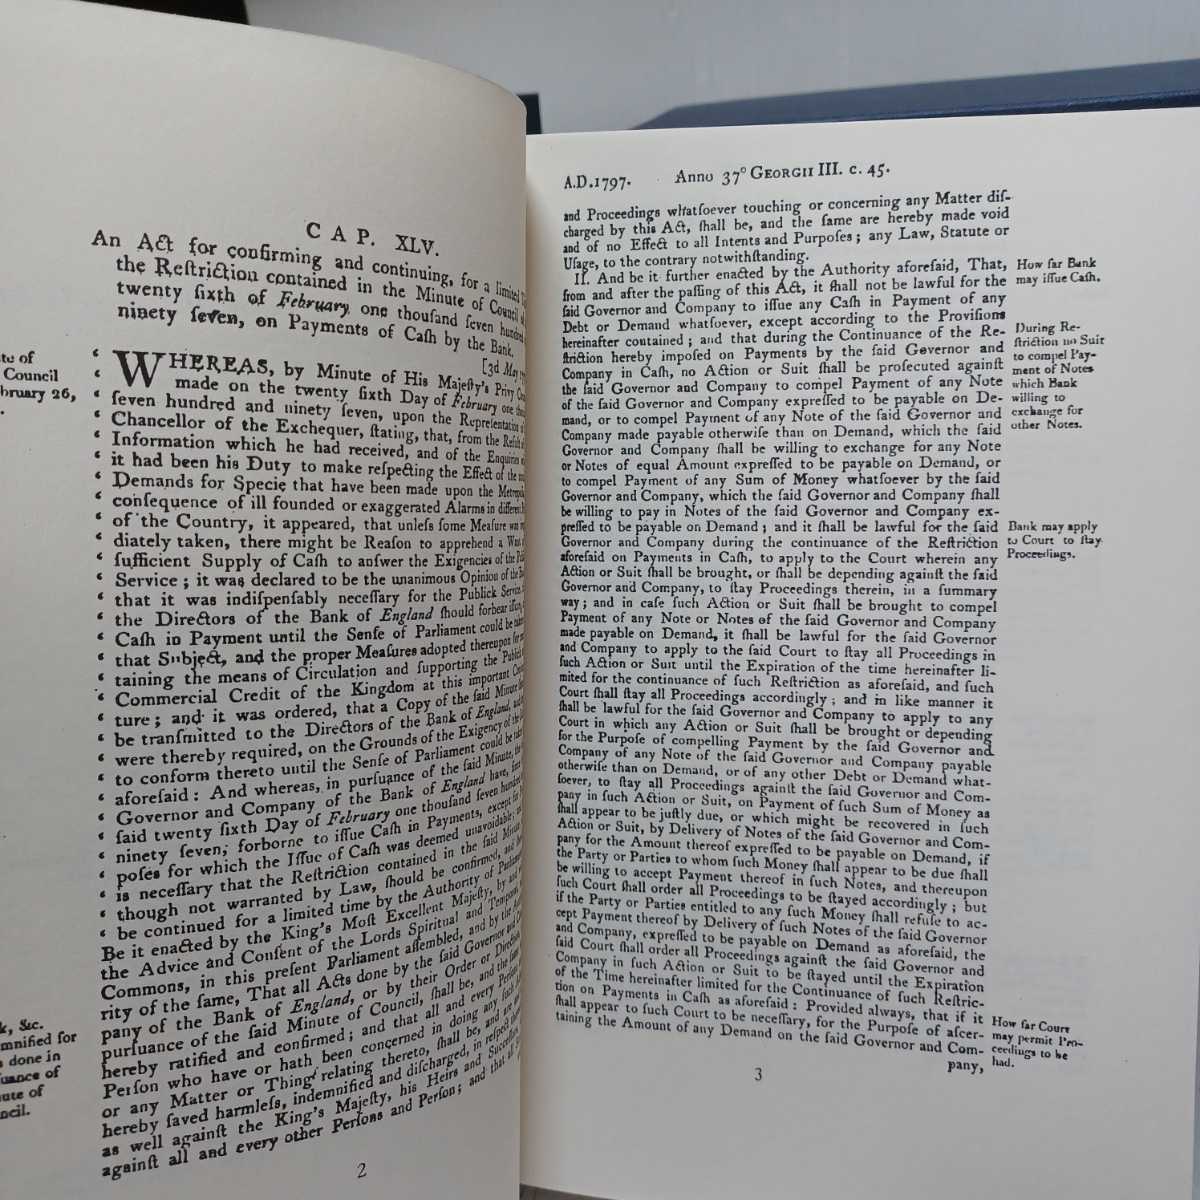 CAP. XLV.
An Act for confirming and continuing, for a limited
the Reſtriction contained in the Minute of Council of
twenty ſixth of February one thouſand ſeven hundred
ninety ſeven, on Payments of Caſh by the Bank.
[3d May
‘ WHEREAS, by Minute of His Majeſty's Privy
‘ made on the twenty ſixth Day of February one
‘ ſeven hundred and ninety ſeven, upon the Repreſentation of
‘ Chancellor of the Exchequer, ſtating, that, from the
‘ Information which he had received, and of the Enquiries
‘ it had been his Duty to make reſpecting the Effect of the
‘ Demands for Specie that have been made upon the
‘ conſequence of ill founded or exaggerated Alarms in different
‘ of the Country, it appeared, that unleſs ſome Meaſure was
‘ diately taken, there might be Reaſon to apprehend a
‘ ſufficient Supply of Caſh to anſwer the Exigencies of the
‘ Service; it was declared to be the unanimous Opinion of the
‘ that it was indiſpenſably neceſſary for the Publick Service
‘ the Directors of the Bank of England ſhould forbear
‘ Caſh in Payment until the Senſe of Parliament could be
‘ that Subject, and the proper Meaſures adopted thereupon for
‘ taining the means of Circulation and ſupporting the
‘ Commercial Credit of the Kingdom at this important
‘ ture; and it was ordered, that a Copy of the ſaid Minute
‘ be tranſmitted to the Directors of the Bank of England,
‘ were thereby required, on the Grounds of the Exigency of the
‘ to conform thereto until the Senſe of Parliament could be
‘ aforeſaid: And whereas, in purſuance of the ſaid Minute, the
‘ Governor and Company of the Bank of England have,
‘ ſaid twenty ſixth Day of February one thouſand ſeven hundred
‘ ninety ſeven, forborne to iſſue Caſh in Payments, except for
‘ poſes for which the Iſſue of Caſh was deemed unavoidable:
‘ is neceſſary that the Reſtriction contained in the ſaid
‘ though not warranted by Law, ſhould be confirmed, and
‘ be continued for a limited time by the Authority of
Be it enacted by the King's Moſt Excellent Majeſty, by and
the Advice and Conſent of the Lords Spiritual and
Commons, in this preſent Parliament aſſembled, and by the
rity of the ſame, That all Acts done by the ſaid Governor and
pany of the Bank of England, or by their Order or
purſuance of the ſaid Minute of Council, ſhall be, and the ſame
hereby ratified and confirmed; and that all and every
Perſon who have or hath been concerned in doing any
or any Matter or Thing relating thereto, ſhall be, and are
hereby ſaved harmleſs, indemnified and diſcharged, in reſpect
as well againſt the King's Majeſty, his Heirs and Succeſſors
againſt all and every other Perſons and Perſon; and that all
Council
bruary 26,
k, &c.
mnified for
done in
uance of
ute of
ncil.
2
A.D.1797. Anno 37° GEORGII III. c. 45.
and Proceedings whatſoever touching or concerning any Matter diſ-
charged by this Act, ſhall be, and the ſame are hereby made void
and of no Effect to all Intents and Purpoſes; any Law, Statute or
Uſage, to the contrary notwithſtanding.
II. And be it further enacted by the Authority aforeſaid, That,
from and after the paſſing of this Act, it ſhall not be lawful for the
ſaid Governor and Company to iſſue any Caſh in Payment of any
Debt or Demand whatſoever, except according to the Proviſions
hereinafter contained; and that during the Continuance of the Re-
ſtriction hereby impoſed on Payments by the ſaid Governor and
Company in Caſh, no Action or Suit ſhall be proſecuted againſt
the ſaid Governor and Company to compel Payment of any Note
of the ſaid Governor and Company expreſſed to be payable on De-
mand, or to compel Payment of any Note of the ſaid Governor and
Company made payable otherwiſe than on Demand, which the ſaid
Governor and Company ſhall be willing to exchange for any Note
or Notes of equal Amount expreſſed to be payable on Demand, or
to compel Payment of any Sum of Money whatſoever by the ſaid
Governor and Company, which the ſaid Governor and Company ſhall
be willing to pay in Notes of the ſaid Governor and Company ex-
preſſed to be payable on Demand; and it ſhall be lawful for the ſaid
Governor and Company during the continuance of the Reſtriction
aforeſaid on Payments in Caſh, to apply to the Court wherein any
Action or Suit ſhall be brought, or ſhall be depending againſt the ſaid
Governor and Company, to ſtay Proceedings therein, in a ſummary
way; and in caſe ſuch Action or Suit ſhall be brought to compel
Payment of any Note or Notes of the ſaid Governor and Company
made payable on Demand, it ſhall be lawful for the ſaid Governor
and Company to apply to the ſaid Court to ſtay all Proceedings in
ſuch Action or Suit until the Expiration of the time hereinafter li-
mited for the continuance of ſuch Reſtriction as aforeſaid, and ſuch
Court ſhall ſtay all Proceedings accordingly; and in like manner it
ſhall be lawful for the ſaid Governor and Company to apply to any
Court in which any Action or Suit ſhall be brought or depending
for the Purpoſe of compelling Payment by the ſaid Governor and
Company of any Note of the ſaid Governor and Company payable
otherwiſe than on Demand, or of any other Debt or Demand what-
ſoever, to ſtay all Proceedings againſt the ſaid Governor and Com-
pany in ſuch Action or Suit, on Payment of ſuch Sum of Money as
ſhall appear to be juſtly due, or which might be recovered in ſuch
Action or Suit, by Delivery of Notes of the ſaid Governor and Com-
pany for the Amount thereof expreſſed to be payable on Demand, if
the Party or Parties to whom ſuch Money ſhall appear to be due ſhall
be willing to accept Payment thereof in ſuch Notes, and thereupon
ſuch Court ſhall order all Proceedings to be ſtayed accordingly; but
if the Party or Parties entitled to any ſuch Money ſhall refuſe to ac-
cept Payment thereof by Delivery of ſuch Notes of the ſaid Governor
and Company, expreſſed to be payable on Demand as aforeſaid, the
ſaid Court ſhall order all Proceedings againſt the ſaid Governor and
Company in ſuch Action or Suit to be ſtayed until the Expiration
of the Time hereinafter limited for the Continuance of ſuch Reſtric-
tion on Payments in Caſh as aforeſaid: Provided always, that if it
ſhall appear to ſuch Court to be neceſſary, for the Purpoſe of aſcer-
taining the Amount of any Demand on the ſaid Governor and Com-
pany,
How far Bank
may iſſue Caſh.
During Re-
ſtriction no Suit
to compel Pay-
ment of Notes
which Bank
willing to
exchange for
other Notes.
Bank may apply
to Court to ſtay
Proceedings.
How far Court
may permit Pro-
ceedings to be
had.
3